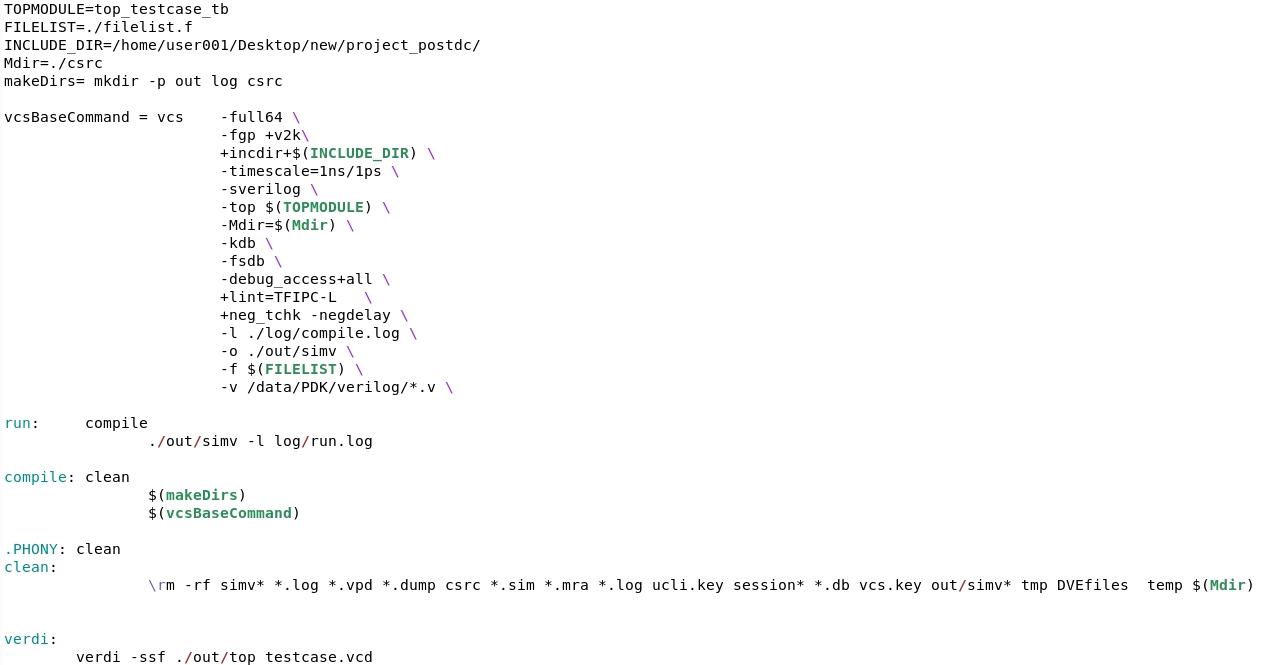 TOPMODULE=top_testcase_tb
FILELIST=./filelist.f
INCLUDE_DIR=/home/user001/Desktop/new/project_postdc/
Mdir=./csrc
makeDirs= mkdir -p out log csrc
vcsBaseCommand = vcs    -full64 \
-fgp +v2k\
+incdir+$(INCLUDE_DIR) \
-timescale=1ns/1ps \
-sverilog \
-top $(TOPMODULE) \
-Mdir=$(Mdir) \
-kdb \
-fsdb \
-debug_access+all \
+lint=TFIPC-L   \
+neg_tchk -negdelay \
-l ./log/compile.log \
-o ./out/simv \
-f $(FILELIST) \
-v /data/PDK/verilog/*.v \
run:     compile
./out/simv -l log/run.log
compile: clean
$(makeDirs)
$(vcsBaseCommand)
.PHONY: clean
clean:
\rm -rf simv* *.log *.vpd *.dump csrc *.sim *.mra *.log ucli.key session* *.db vcs.key out/simv* tmp DVEfiles  temp $(Mdir)
verdi:
verdi -ssf ./out/top_testcase.vcd